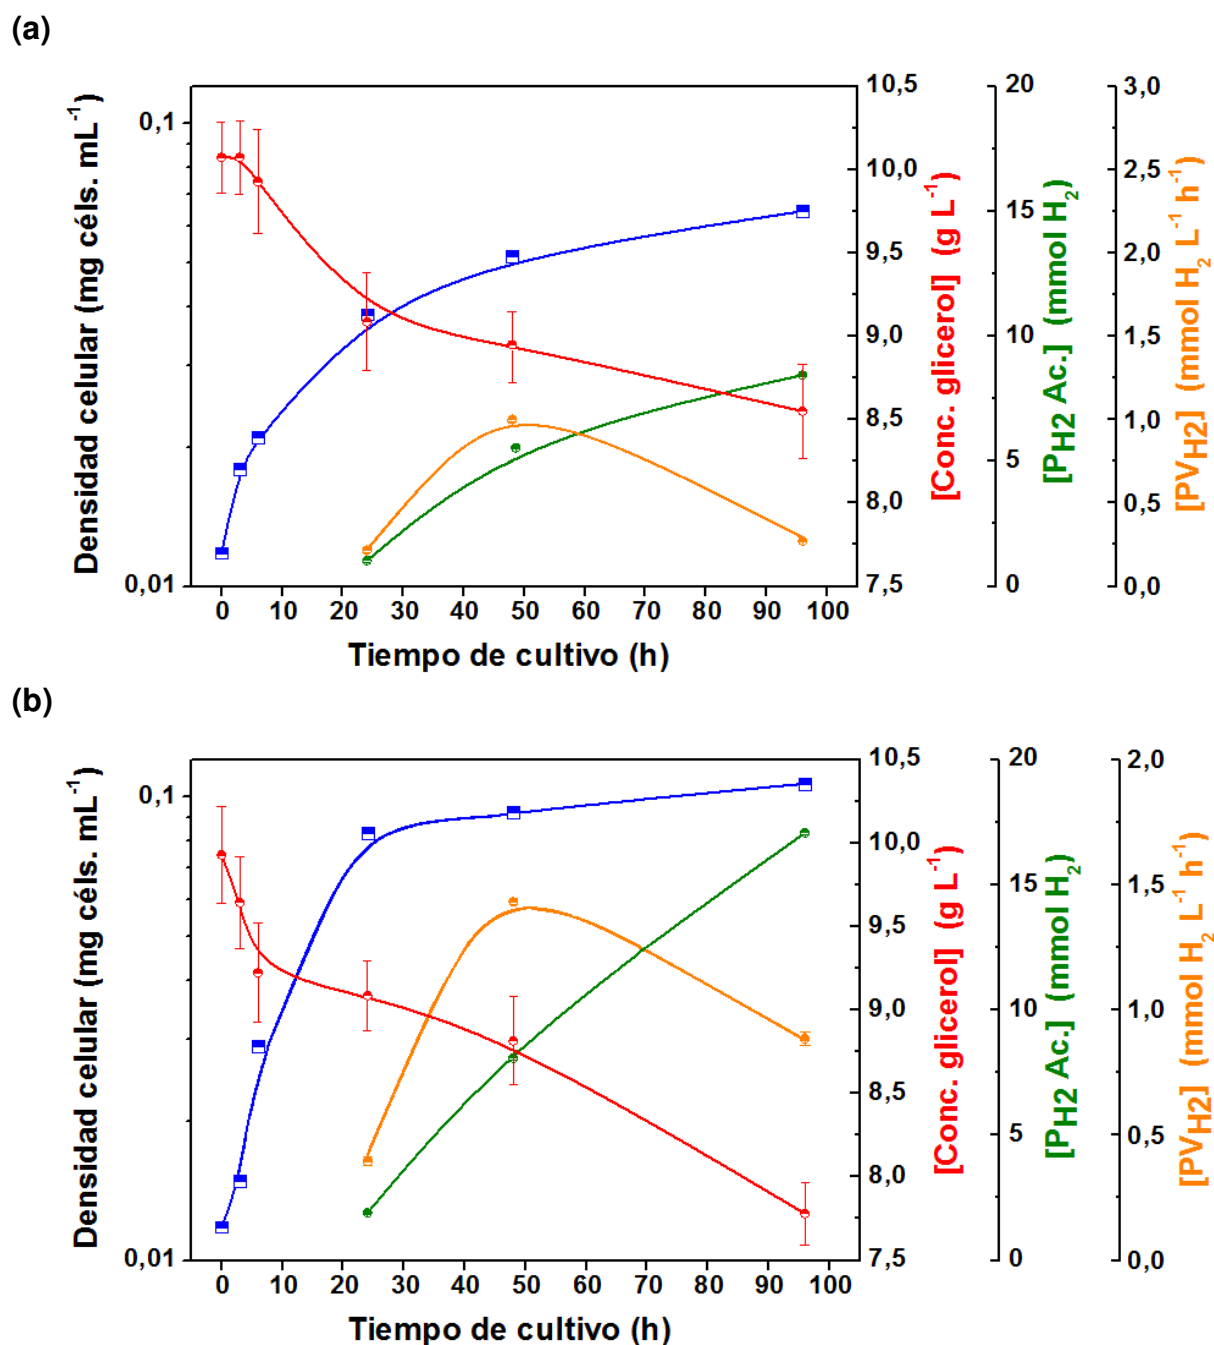 (a)
Densidad celular (mg céls. mL⁻¹)
0,1
0,01
0 10 20 30 40 50 60 70 80 90 100
Tiempo de cultivo (h)
10,5
10,0
9,5
9,0
8,5
8,0
7,5
[Conc. glicerol] (g L⁻¹)
20
15
10
5
0
[P_H2 Ac.] (mmol H₂)
3,0
2,5
2,0
1,5
1,0
0,5
0,0
[PV_H2] (mmol H₂ L⁻¹ h⁻¹)
(b)
Densidad celular (mg céls. mL⁻¹)
0,1
0,01
0 10 20 30 40 50 60 70 80 90 100
Tiempo de cultivo (h)
10,5
10,0
9,5
9,0
8,5
8,0
7,5
[Conc. glicerol] (g L⁻¹)
20
15
10
5
0
[P_H2 Ac.] (mmol H₂)
2,0
1,5
1,0
0,5
0,0
[PV_H2] (mmol H₂ L⁻¹ h⁻¹)